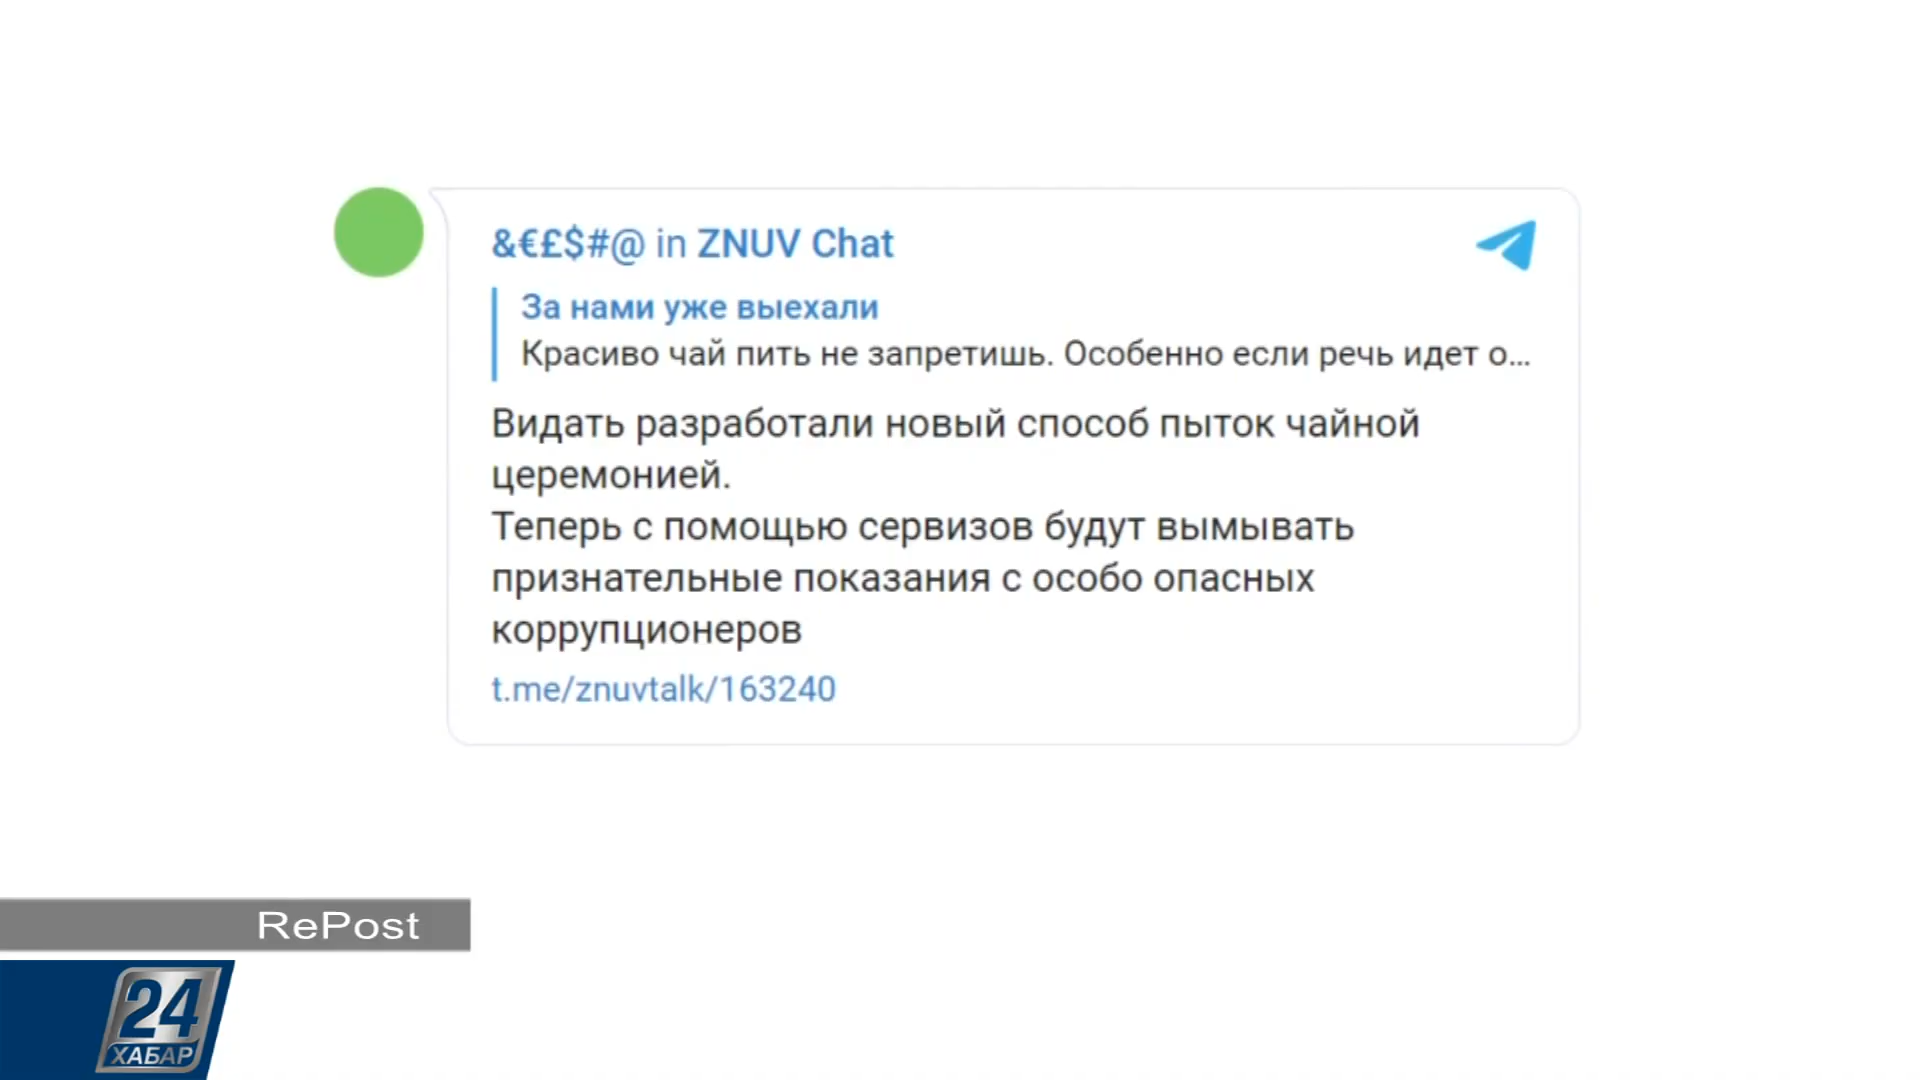 &€£$#@ in ZNUV Chat
За нами уже выехали
Красиво чай пить не запретишь. Особенно если речь идет о...
Видать разработали новый способ пыток чайной
церемонией.
Теперь с помощью сервизов будут вымывать
признательные показания с особо опасных
коррупционеров
t.me/znuvtalk/163240
RePost
24
ХАБАР